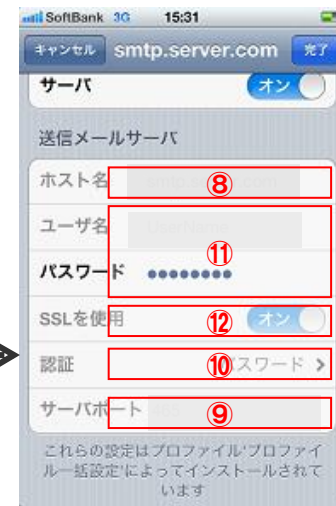 SoftBank 3G 15:31
キャンセル smtp.server.com 完了
サーバ オン
送信メールサーバ
ホスト名 ⑧
ユーザ名
⑪
パスワード ●●●●●●●●
SSLを使用 ⑫ オン
認証 ⑩ パスワード >
サーバポート ⑨
これらの設定はプロファイル'プロファイ
ル一括設定'によってインストールされて
います